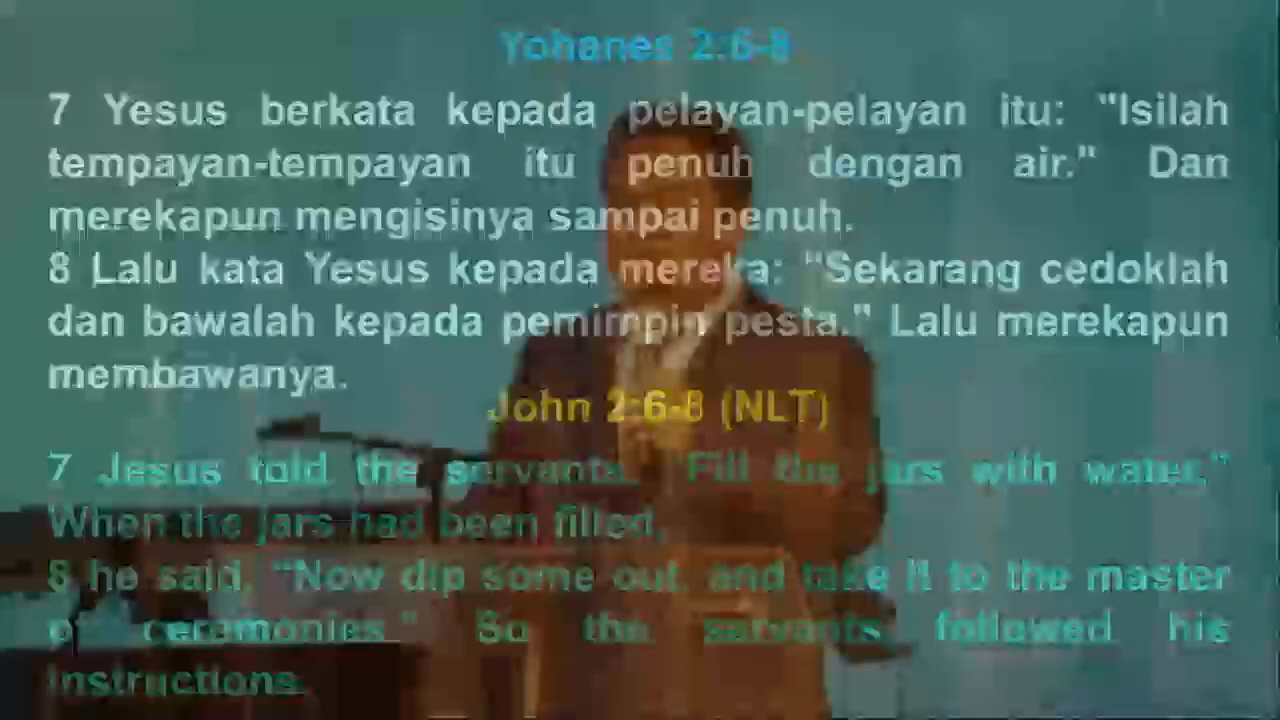 Yohanes 2:6-8
7 Yesus berkata kepada pelayan-pelayan itu: "Isilah
tempayan-tempayan itu penuh dengan air." Dan
merekapun mengisinya sampai penuh.
8 Lalu kata Yesus kepada mereka: "Sekarang cedoklah
dan bawalah kepada pemimpin pesta." Lalu merekapun
membawanya.
John 2:6-8 (NLT)
7 Jesus told the servants, "Fill the jars with water."
When the jars had been filled,
8 he said, "Now dip some out, and take it to the master
of ceremonies." So the servants followed his
instructions.